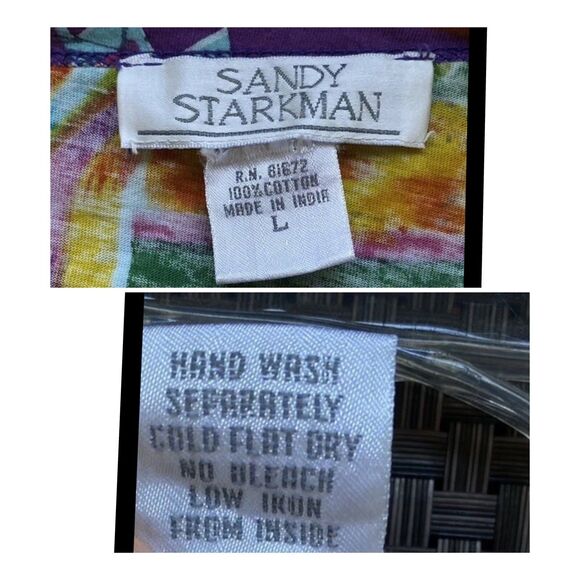 SANDY
STARKMAN
R.N. 61672
100% COTTON
MADE IN INDIA
L
HAND WASH
SEPARATELY
COLD FLAT DRY
NO BLEACH
LOW IRON
FROM INSIDE